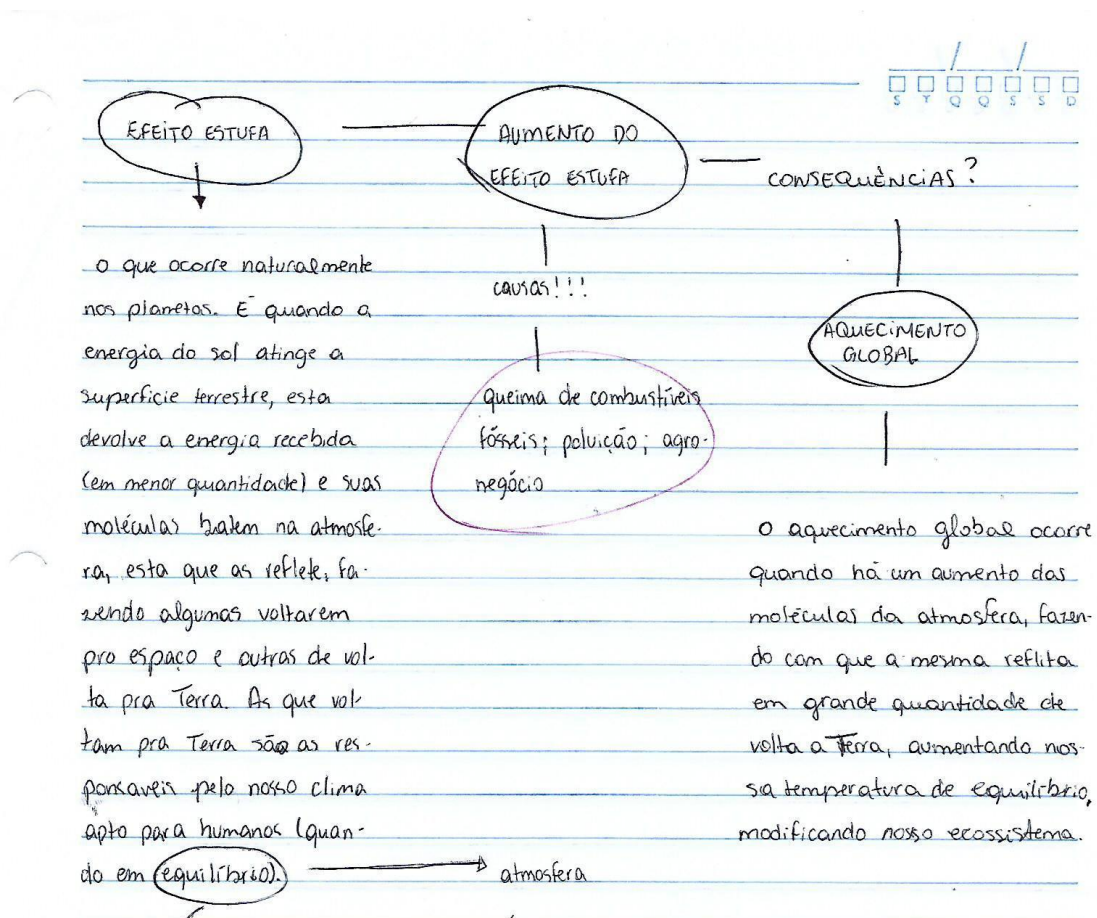 S T Q Q S S D
EFEITO ESTUFA
AUMENTO DO
EFEITO ESTUFA
CONSEQUÊNCIAS?
o que ocorre naturalmente
nos planetas. É quando a
energia do sol atinge a
superfície terrestre, esta
devolve a energia recebida
(em menor quantidade) e suas
moléculas batem na atmosfe-
ra, esta que as reflete, fa-
zendo algumas voltarem
pro espaço e outras de vol-
ta pra Terra. As que vol-
tam pra Terra são as res-
ponsaveis pelo nosso clima
apto para humanos (quan-
do em equilíbrio).
atmosfera
causas!!!
queima de combustíveis
fósseis; poluição; agro-
negócio
AQUECIMENTO
GLOBAL
o aquecimento global ocorre
quando há um aumento das
moléculas da atmosfera, fazen-
do com que a mesma reflita
em grande quantidade de
volta a Terra, aumentando nos-
sa temperatura de equilíbrio,
modificando nosso ecossistema.